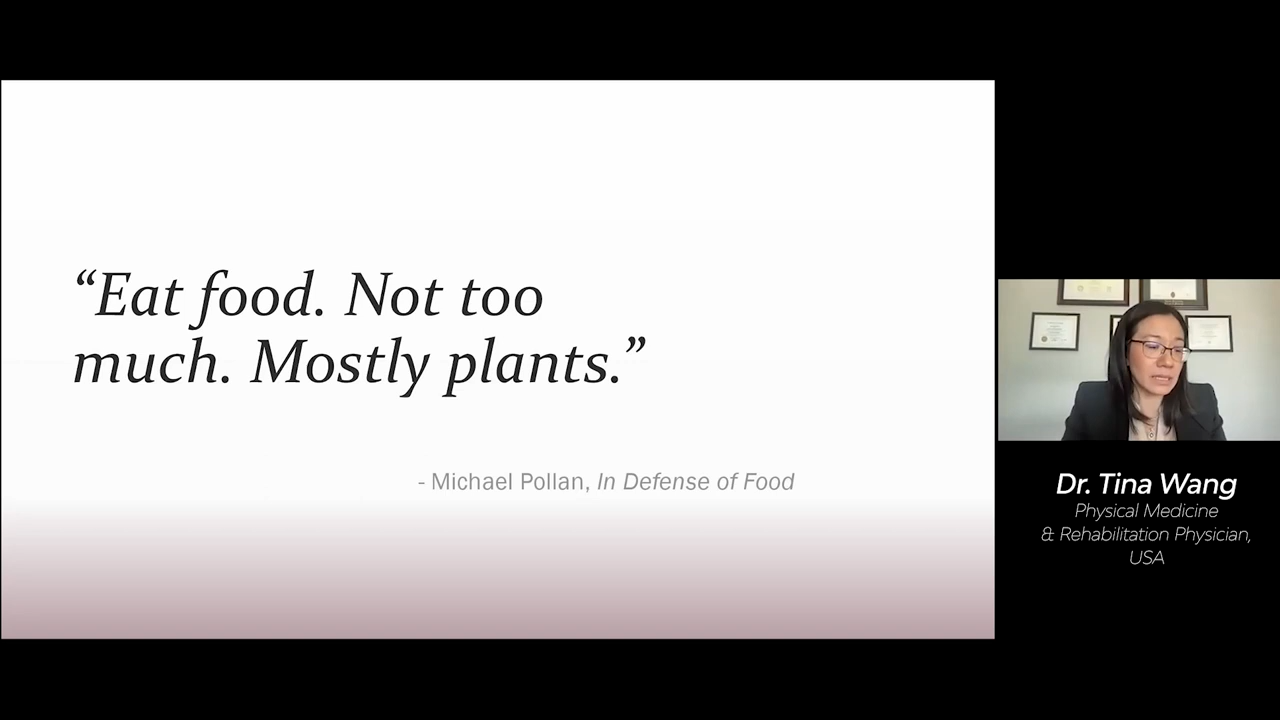 “Eat food. Not too
much. Mostly plants.”
- Michael Pollan, In Defense of Food
Dr. Tina Wang
Physical Medicine
& Rehabilitation Physician,
USA